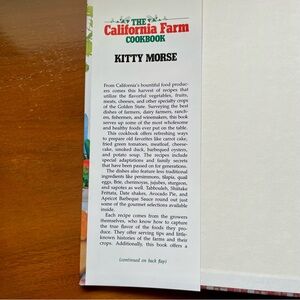 THE
California Farm
COOKBOOK
KITTY MORSE
From California's bountiful food produc-
ers comes this harvest of recipes that
utilize the flavorful vegetables, fruits,
meats, cheeses, and other specialty crops
of the Golden State. Surveying the best
dishes of farmers, dairy farmers, ranch-
ers, fishermen, and winemakers, this book
serves up some of the most wholesome
and healthy foods ever put on the table.
This cookbook offers refreshing ways
to prepare old favorites like carrot cake,
fried green tomatoes, meatloaf, cheese-
cake, smoked duck, barbequed oysters,
and potato soup. The recipes include
special adaptations and family secrets
that have been passed on for generations.
The dishes also feature less traditional
ingredients like persimmons, tilapia, quail
eggs, Brie, cherimoyas, jujubes, sturgeon,
and sapotes as well. Tabbouleh, Shiitake
Frittata, Date shakes, Avocado Pie, and
Apricot Barbeque Sauce round out just
some of the gourmet selections available
inside.
Each recipe comes from the growers
themselves, who know how to capture
the true flavor of the foods they pro-
duce. They offer serving tips and little-
known histories of the farms and their
crops. Additionally, this book offers a
(continued on back flap)